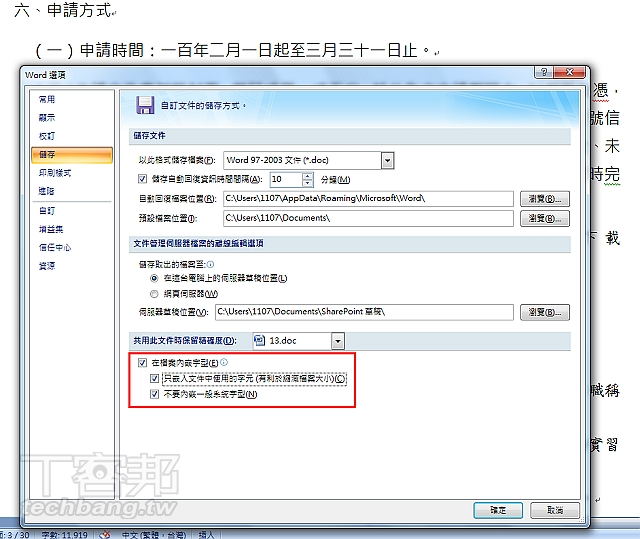 六、申請方式
（一）申請時間：一百年二月一日起至三月三十一日止。
Word 選項
憑，
號信
、未
時完
下 載
職稱
實習
常用
顯示
校訂
儲存
印刷樣式
進階
自訂
增益集
信任中心
資源
自訂文件的儲存方式。
儲存文件
以此格式儲存檔案(F): Word 97-2003 文件 (*.doc)
儲存自動回復資訊時間間隔(A): 10 分鐘(M)
自動回復檔案位置(R): C:\Users\1107\AppData\Roaming\Microsoft\Word\ 瀏覽(B)...
預設檔案位置(I): C:\Users\1107\Documents\ 瀏覽(B)...
文件管理伺服器檔案的離線編輯選項
儲存取出的檔案至:
在這台電腦上的伺服器草稿位置(L)
網頁伺服器(W)
伺服器草稿位置(V): C:\Users\1107\Documents\SharePoint 草稿\ 瀏覽(B)...
共用此文件時保留精確度(D): 13.doc
在檔案內嵌字型(E)
只嵌入文件中使用的字元 (有利於縮減檔案大小)(C)
不要內嵌一般系統字型(N)
確定 取消
T客邦
techbang.tw
面: 3 / 30 字數: 11,919 中文 (繁體，台灣) 插入